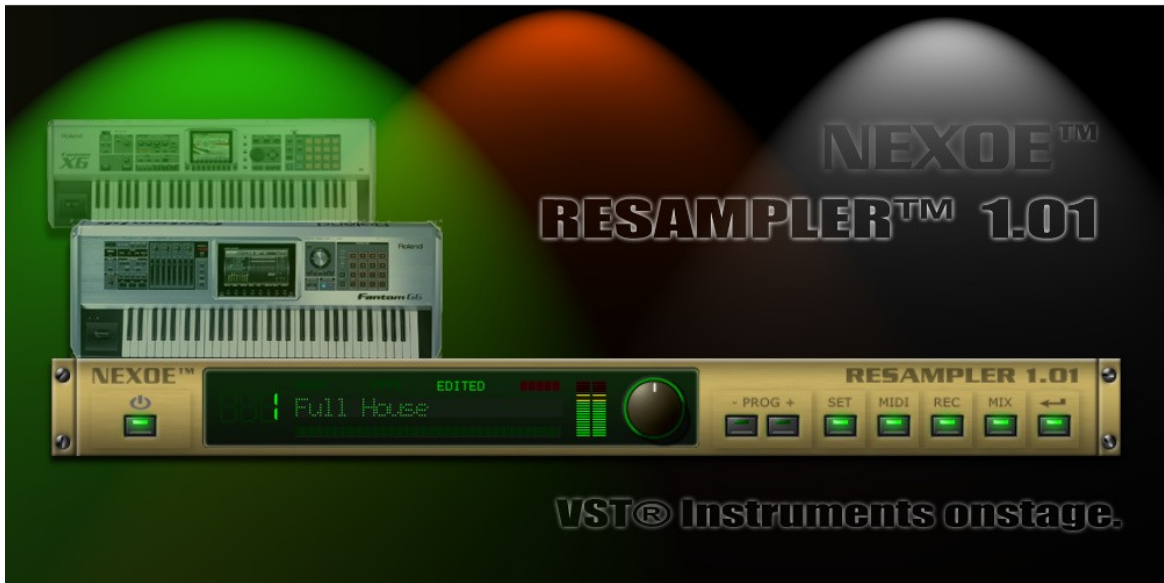 NEXOE™
RESAMPLER™ 1.01
Roland
Fantom
X6
Roland
Fantom G6
NEXOE™
RESAMPLER 1.01
EDITED
1 Full House
- PROG +
SET
MIDI
REC
MIX
VST® Instruments onstage.